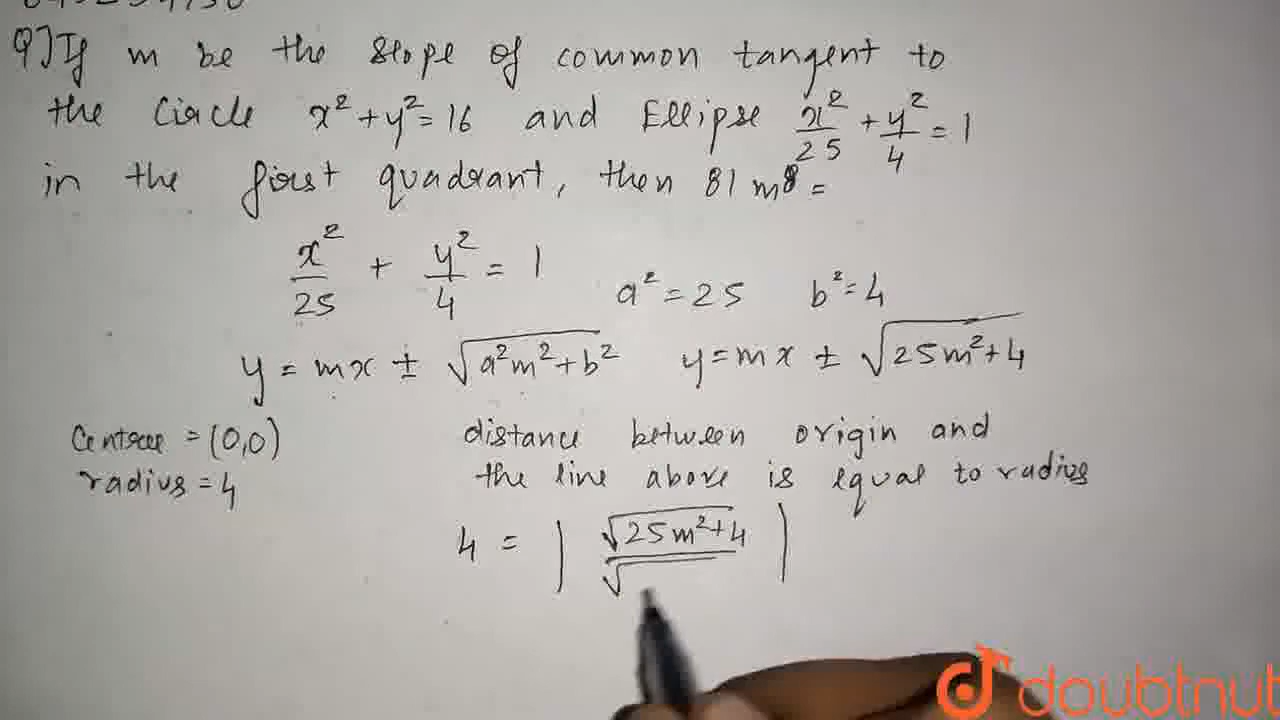 Q] If m be the slope of common tangent to
the Circle x² + y² = 16 and Ellipse x²/25 + y²/4 = 1
in the first quadrant, then 81 m⁸ =
x²/25 + y²/4 = 1
a² = 25 b² = 4
y = mx ± √(a²m² + b²) y = mx ± √(25m² + 4)
Centre = (0,0)
radius = 4
distance between origin and
the line above is equal to radius
4 = | √(25m² + 4) / √ |
doubtnut